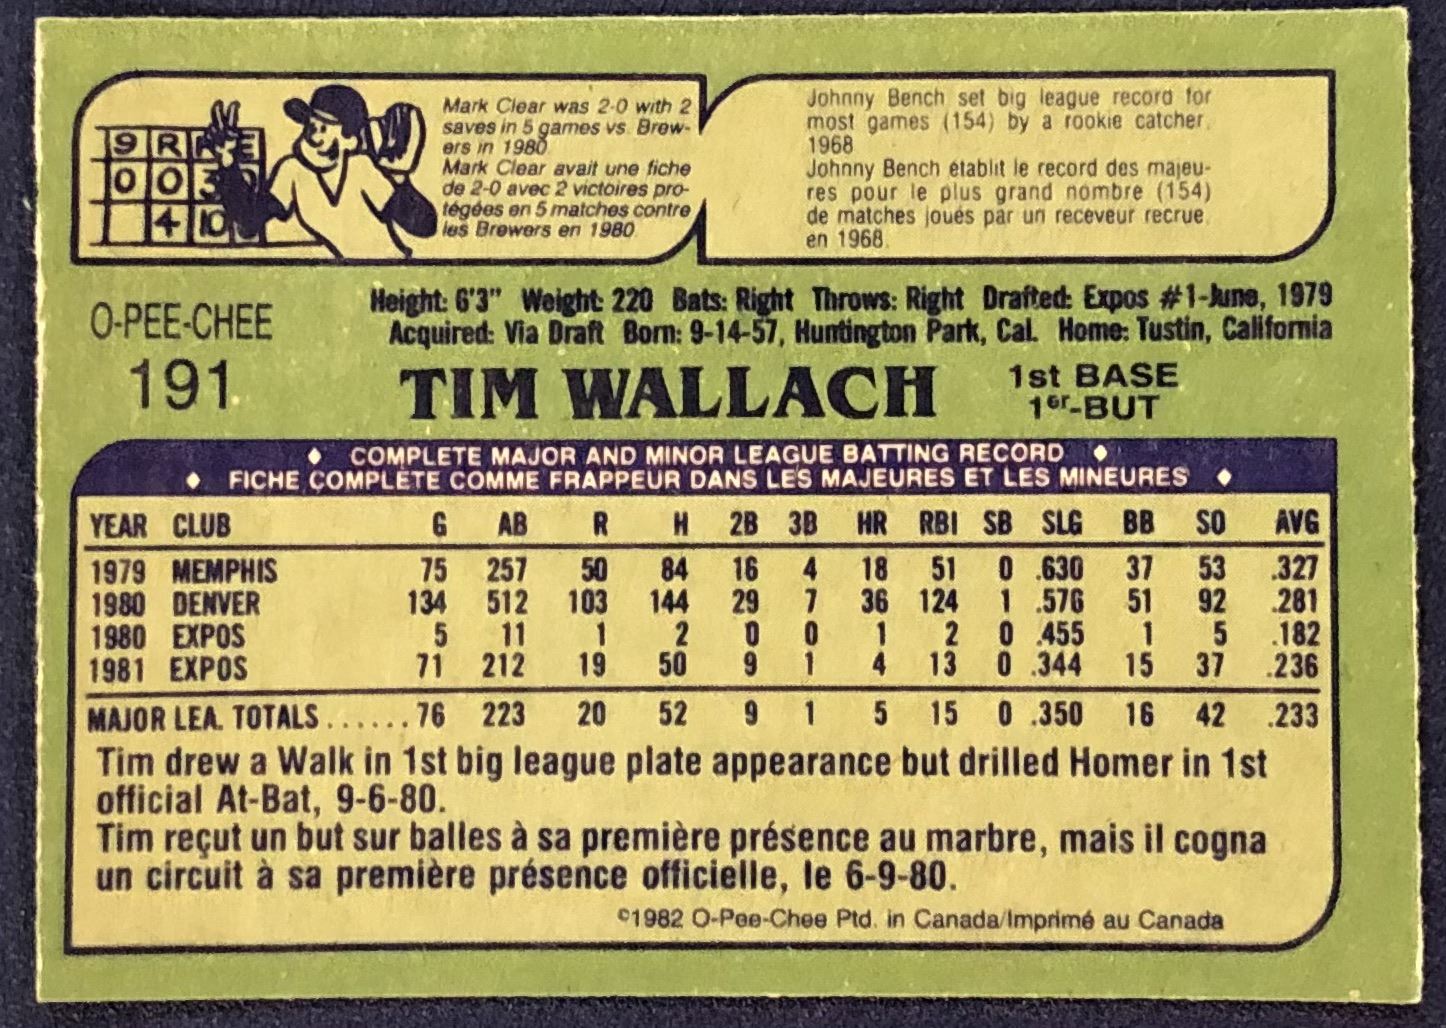 9 R H E
0 0 3 0
4 10
Mark Clear was 2-0 with 2
saves in 5 games vs. Brew-
ers in 1980
Mark Clear avait une fiche
de 2-0 avec 2 victoires pro-
tégées en 5 matches contre
les Brewers en 1980
Johnny Bench set big league record for
most games (154) by a rookie catcher,
1968
Johnny Bench établit le record des majeu-
res pour le plus grand nombre (154)
de matches joués par un receveur recrue
en 1968.
O-PEE-CHEE
191
Height: 6'3" Weight: 220 Bats: Right Throws: Right Drafted: Expos #1-June, 1979
Acquired: Via Draft Born: 9-14-57, Huntington Park, Cal. Home: Tustin, California
TIM WALLACH
1st BASE
1er-BUT
♦ COMPLETE MAJOR AND MINOR LEAGUE BATTING RECORD ♦
♦ FICHE COMPLÈTE COMME FRAPPEUR DANS LES MAJEURES ET LES MINEURES ♦
YEAR CLUB G AB R H 2B 3B HR RBI SB SLG BB SO AVG
1979 MEMPHIS 75 257 50 84 16 4 18 51 0 .630 37 53 .327
1980 DENVER 134 512 103 144 29 7 36 124 1 .576 51 92 .281
1980 EXPOS 5 11 1 2 0 0 1 2 0 .455 1 5 .182
1981 EXPOS 71 212 19 50 9 1 4 13 0 .344 15 37 .236
MAJOR LEA. TOTALS......76 223 20 52 9 1 5 15 0 .350 16 42 .233
Tim drew a Walk in 1st big league plate appearance but drilled Homer in 1st
official At-Bat, 9-6-80.
Tim reçut un but sur balles à sa première présence au marbre, mais il cogna
un circuit à sa première présence officielle, le 6-9-80.
©1982 O-Pee-Chee Ptd. in Canada/Imprimé au Canada